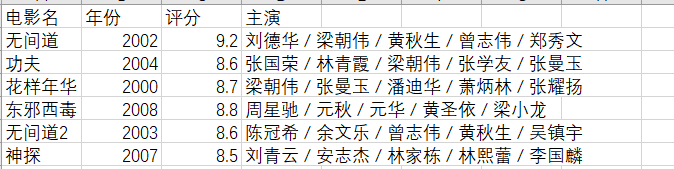 电影名 年份 评分 主演
无间道 2002 9.2 刘德华 / 梁朝伟 / 黄秋生 / 曾志伟 / 郑秀文
功夫 2004 8.6 张国荣 / 林青霞 / 梁朝伟 / 张学友 / 张曼玉
花样年华 2000 8.7 梁朝伟 / 张曼玉 / 潘迪华 / 萧炳林 / 张耀扬
东邪西毒 2008 8.8 周星驰 / 元秋 / 元华 / 黄圣依 / 梁小龙
无间道2 2003 8.6 陈冠希 / 余文乐 / 曾志伟 / 黄秋生 / 吴镇宇
神探 2007 8.5 刘青云 / 安志杰 / 林家栋 / 林熙蕾 / 李国麟